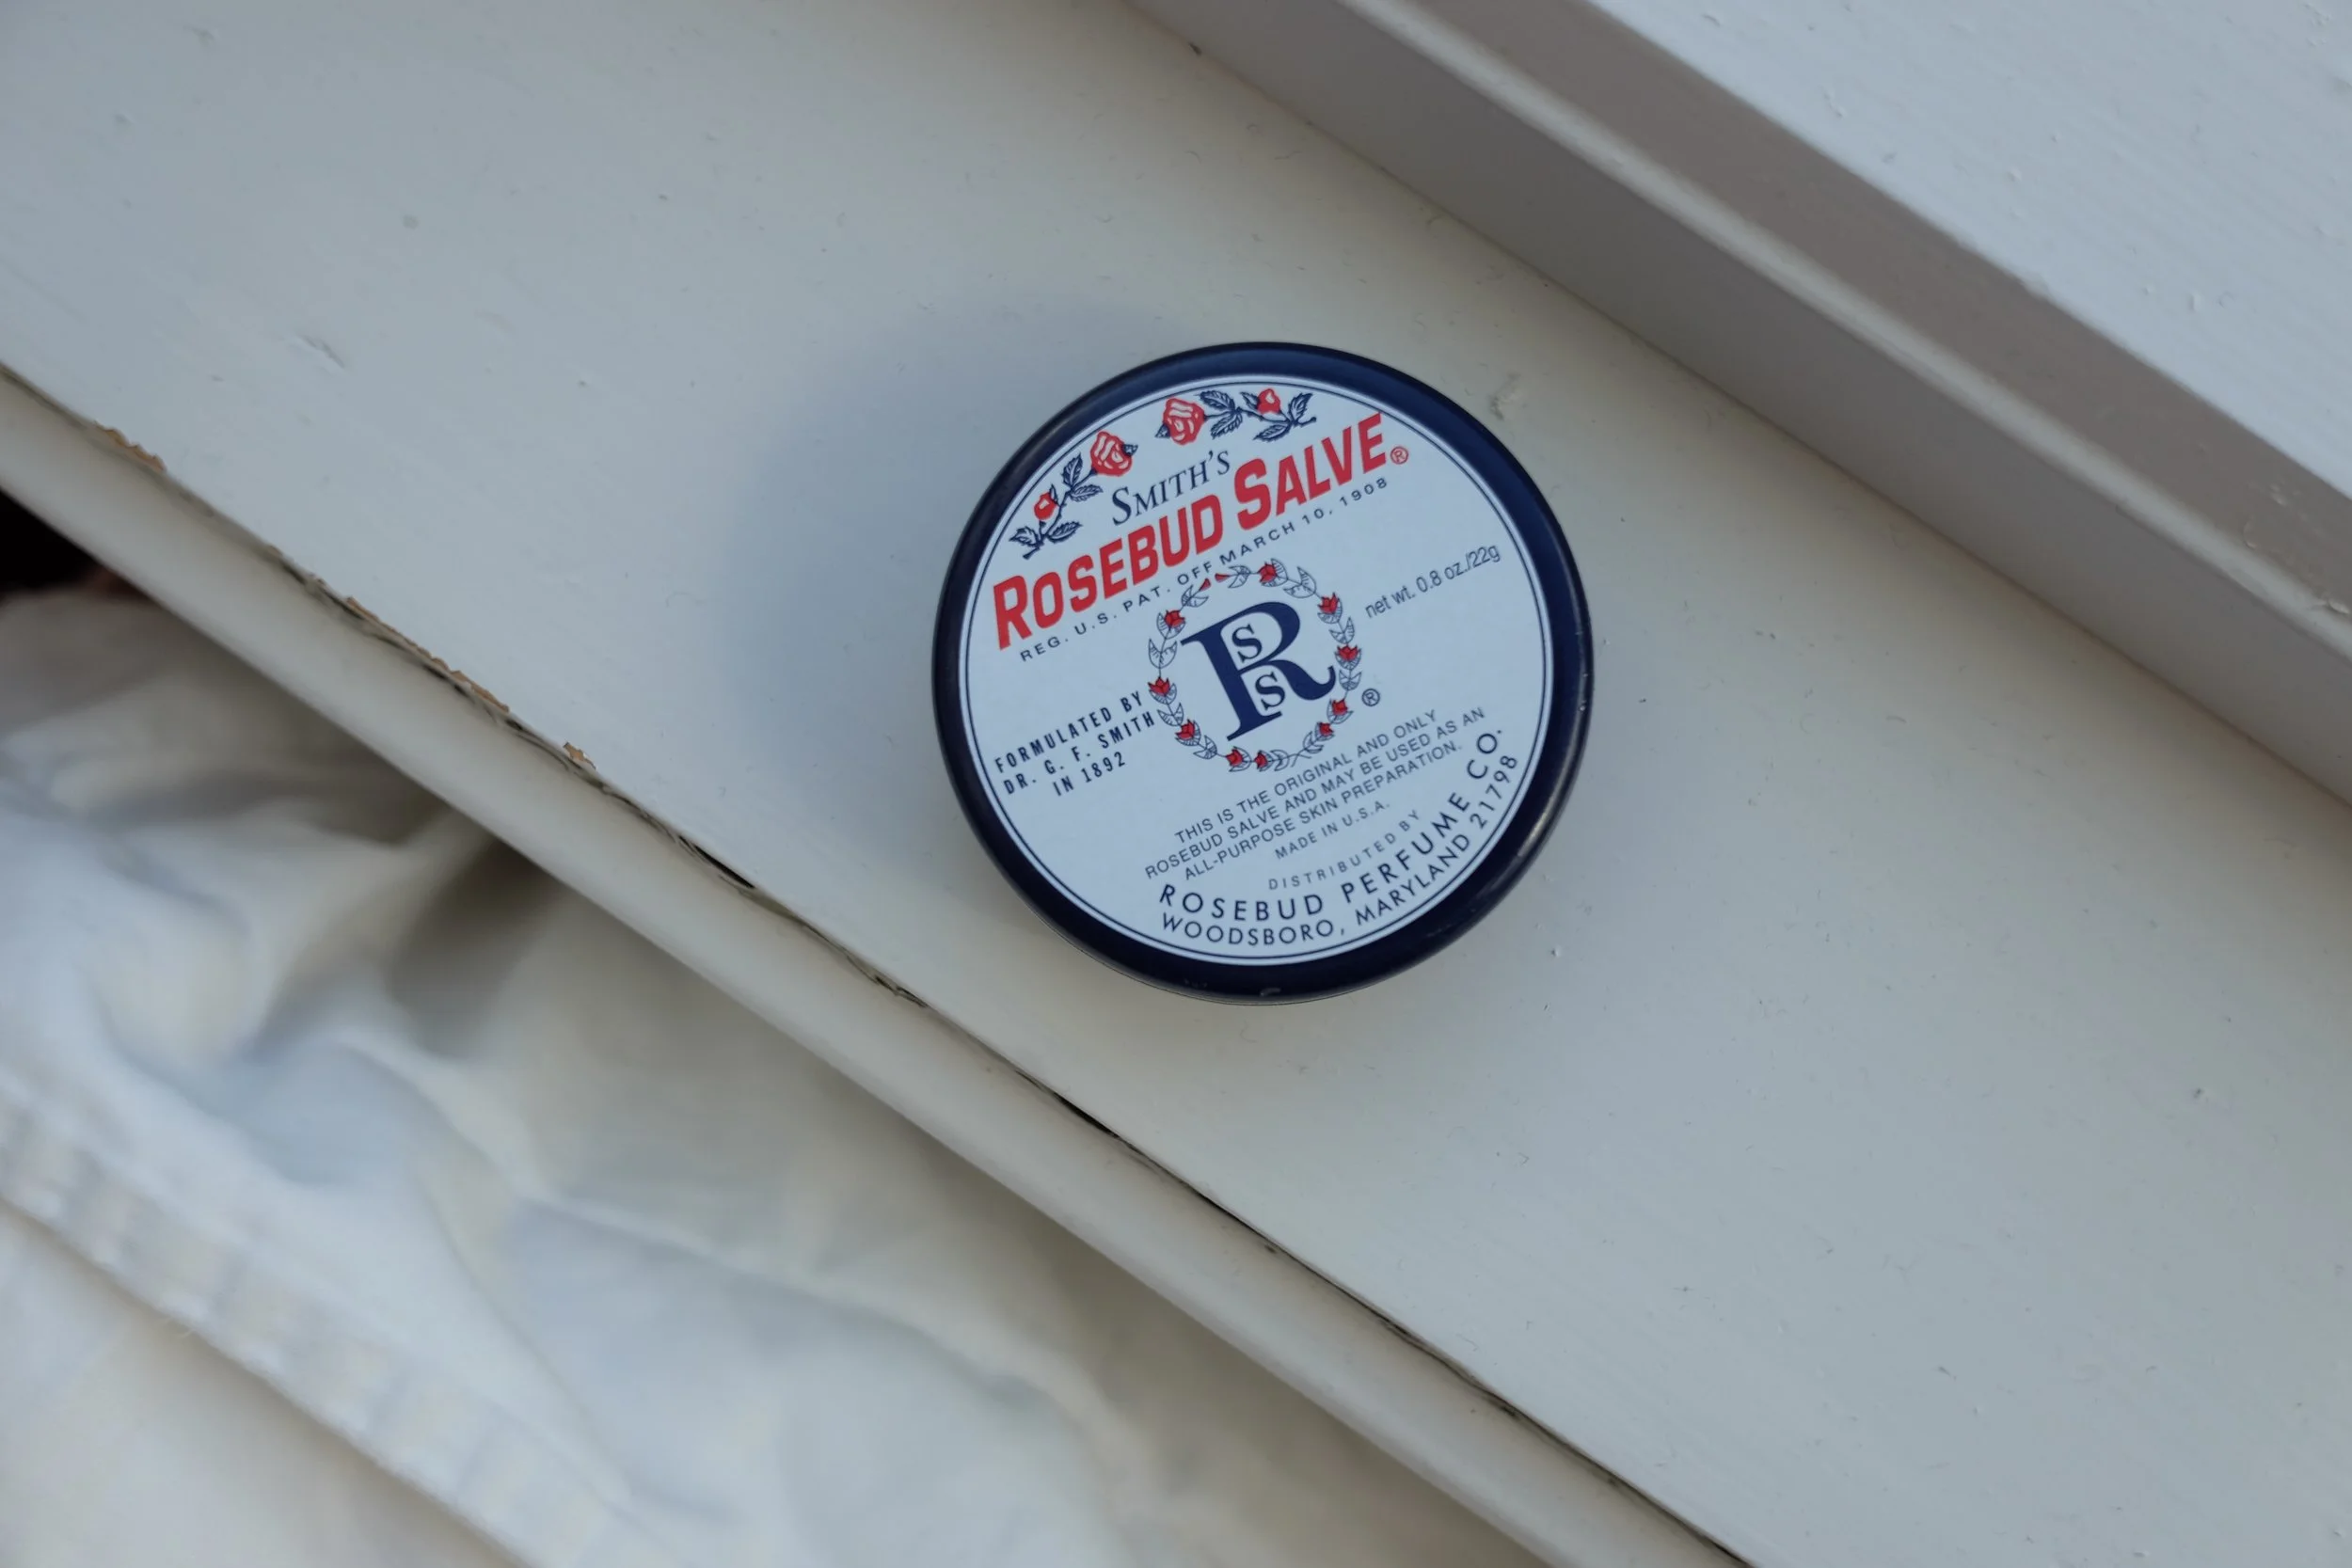 SMITH'S
ROSEBUD SALVE®
REG. U.S. PAT. OFF MARCH 10, 1908
net wt. 0.8 oz./22g
RSS
®
FORMULATED BY
DR. G. F. SMITH
IN 1892
THIS IS THE ORIGINAL AND ONLY
ROSEBUD SALVE AND MAY BE USED AS AN
ALL-PURPOSE SKIN PREPARATION.
MADE IN U.S.A.
DISTRIBUTED BY
ROSEBUD PERFUME CO.
WOODSBORO, MARYLAND 21798